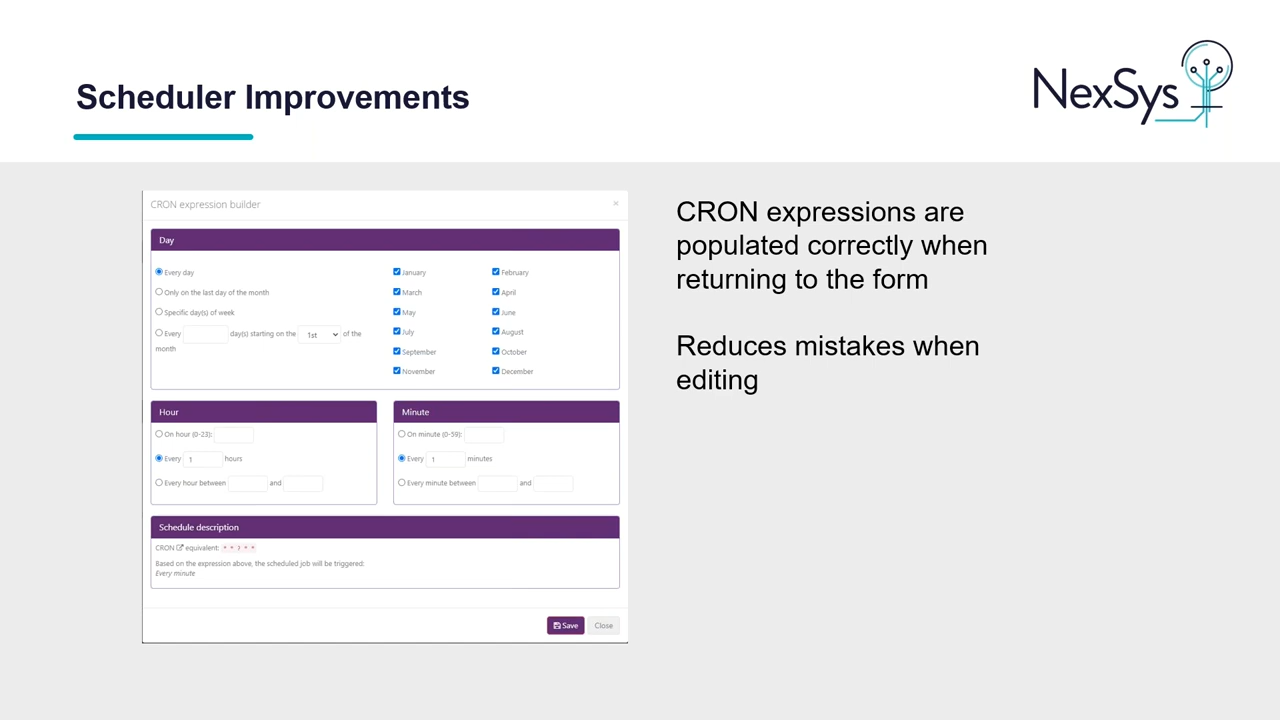 Scheduler Improvements
NexSys
CRON expression builder
×
Day
Every day
Only on the last day of the month
Specific day(s) of week
Every day(s) starting on the 1st of the
month
January February
March April
May June
July August
September October
November December
Hour
On hour (0-23):
Every 1 hours
Every hour between and
Minute
On minute (0-59):
Every 1 minutes
Every minute between and
Schedule description
CRON equivalent: * * ? * *
Based on the expression above, the scheduled job will be triggered:
Every minute
Save Close
CRON expressions are
populated correctly when
returning to the form
Reduces mistakes when
editing